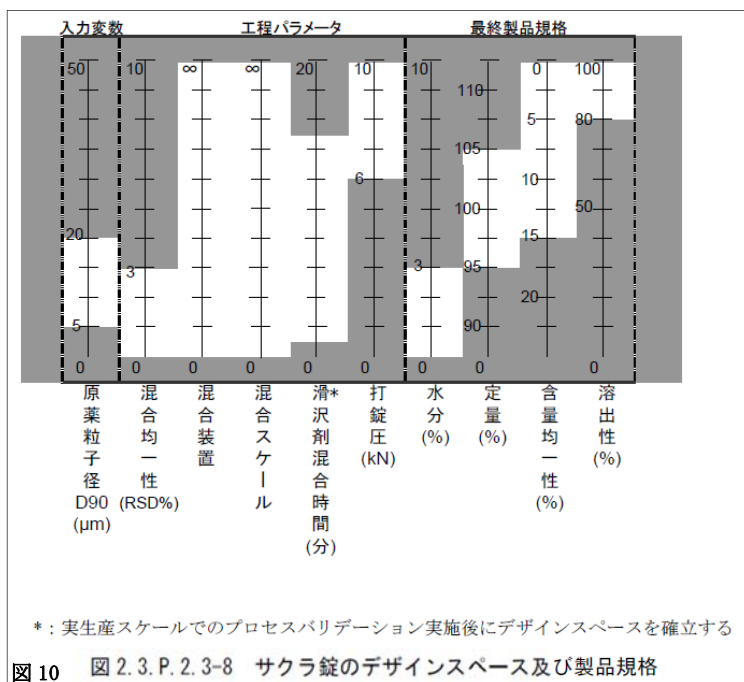 入力変数 工程パラメータ 最終製品規格
50 10 ∞ ∞ 20 10 10 0 100
110
5 80
105
6 10
100 50
20 15
3 3 95
20
5 90
0 0 0 0 0 0 0 0 0
原薬粒子径D90(μm)
混合均一性(RSD%)
混合装置
混合スケール
滑沢剤混合時間(分)*
打錠圧(kN)
水分(%)
定量(%)
含量均一性(%)
溶出性(%)
*:実生産スケールでのプロセスバリデーション実施後にデザインスペースを確立する
図 10 図 2.3.P.2.3-8 サクラ錠のデザインスペース及び製品規格